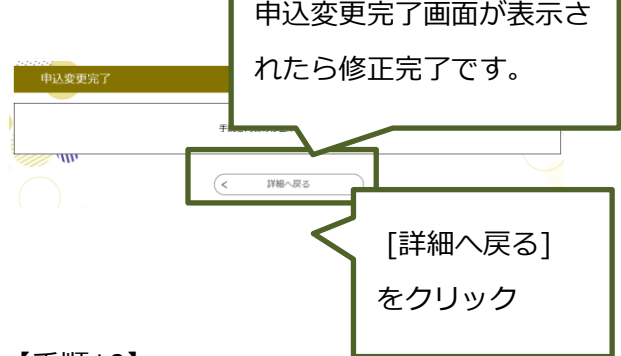 申込変更完了画面が表示さ
れたら修正完了です。
申込変更完了
詳細へ戻る
[詳細へ戻る]
をクリック